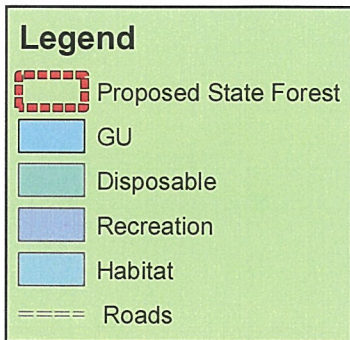 Legend
Proposed State Forest
GU
Disposable
Recreation
Habitat
Roads